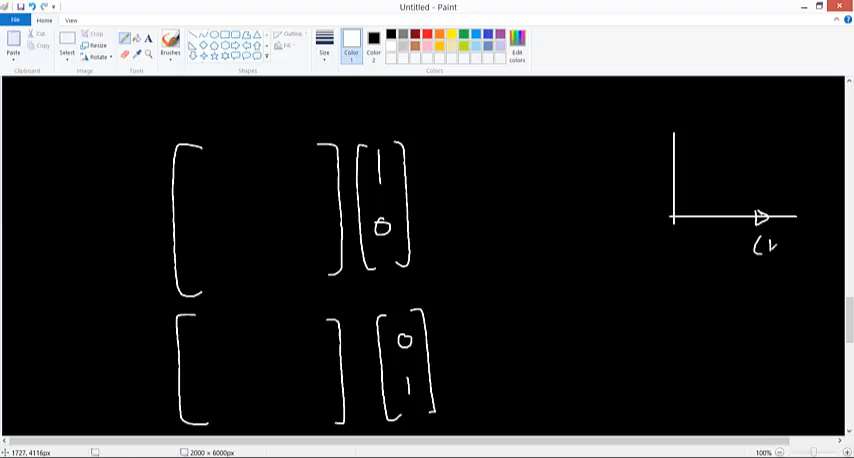 Untitled - Paint
File Home View
Paste Cut Copy Clipboard
Select Crop Resize Rotate Image
A Tools
Brushes
Outline Fill Shapes
Size
Color 1 Color 2
Edit colors Colors
[ ] [ 1
0 ]
[ ] [ 0
1 ]
1727, 4116px
2000 × 6000px
100%